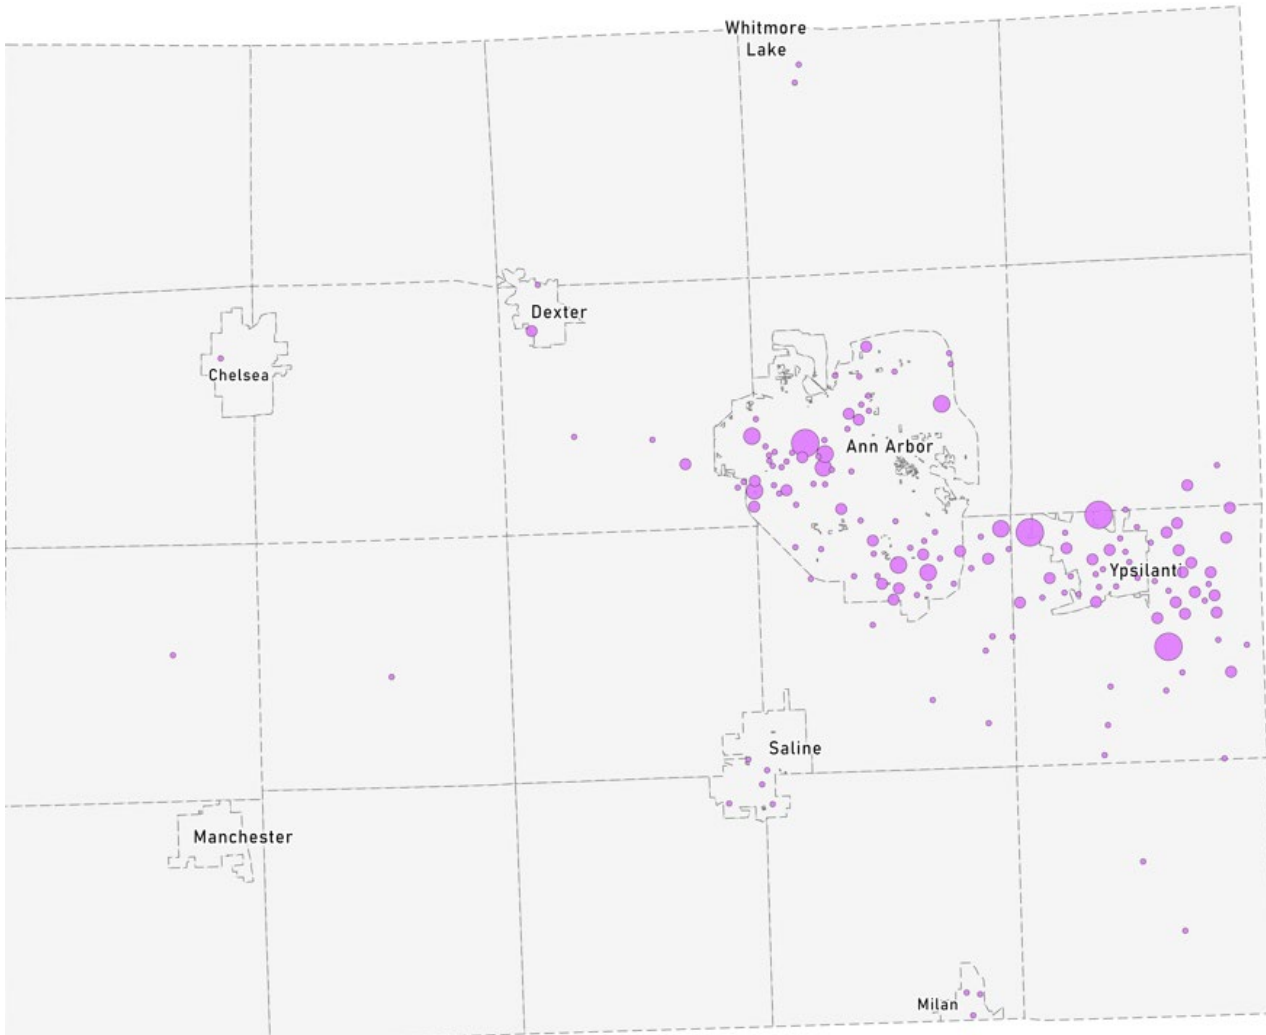 Whitmore
Lake
Dexter
Chelsea
Ann Arbor
Ypsilanti
Saline
Manchester
Milan